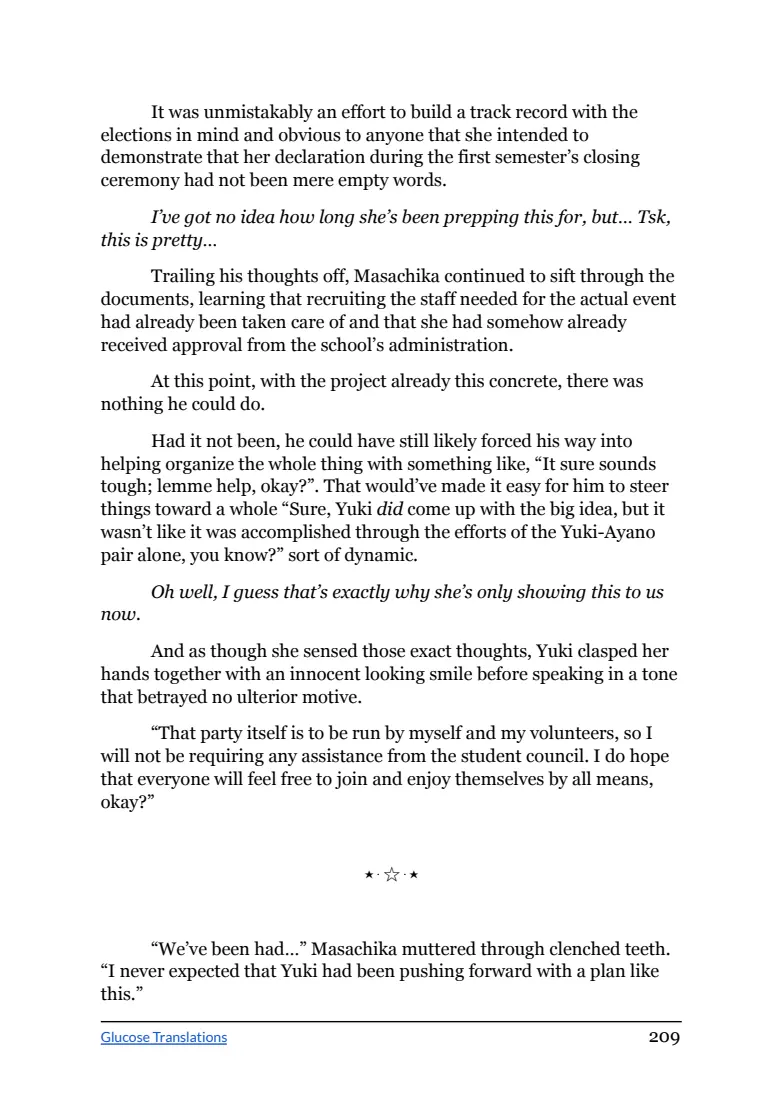 It was unmistakably an effort to build a track record with the
elections in mind and obvious to anyone that she intended to
demonstrate that her declaration during the first semester’s closing
ceremony had not been mere empty words.
I’ve got no idea how long she’s been prepping this for, but… Tsk,
this is pretty…
Trailing his thoughts off, Masachika continued to sift through the
documents, learning that recruiting the staff needed for the actual event
had already been taken care of and that she had somehow already
received approval from the school’s administration.
At this point, with the project already this concrete, there was
nothing he could do.
Had it not been, he could have still likely forced his way into
helping organize the whole thing with something like, “It sure sounds
tough; lemme help, okay?”. That would’ve made it easy for him to steer
things toward a whole “Sure, Yuki did come up with the big idea, but it
wasn’t like it was accomplished through the efforts of the Yuki-Ayano
pair alone, you know?” sort of dynamic.
Oh well, I guess that’s exactly why she’s only showing this to us
now.
And as though she sensed those exact thoughts, Yuki clasped her
hands together with an innocent looking smile before speaking in a tone
that betrayed no ulterior motive.
“That party itself is to be run by myself and my volunteers, so I
will not be requiring any assistance from the student council. I do hope
that everyone will feel free to join and enjoy themselves by all means,
okay?”
⋆·☆·⋆
“We’ve been had…” Masachika muttered through clenched teeth.
“I never expected that Yuki had been pushing forward with a plan like
this.”
Glucose Translations 209